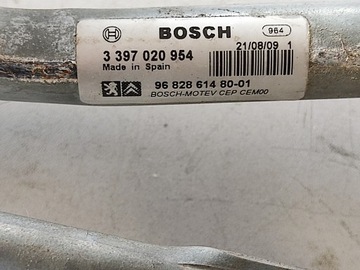 BOSCH
964
3 397 020 954
21/08/09 1
Made in Spain
96 828 614 80-01
BOSCH-MOTEV CEP CEM00